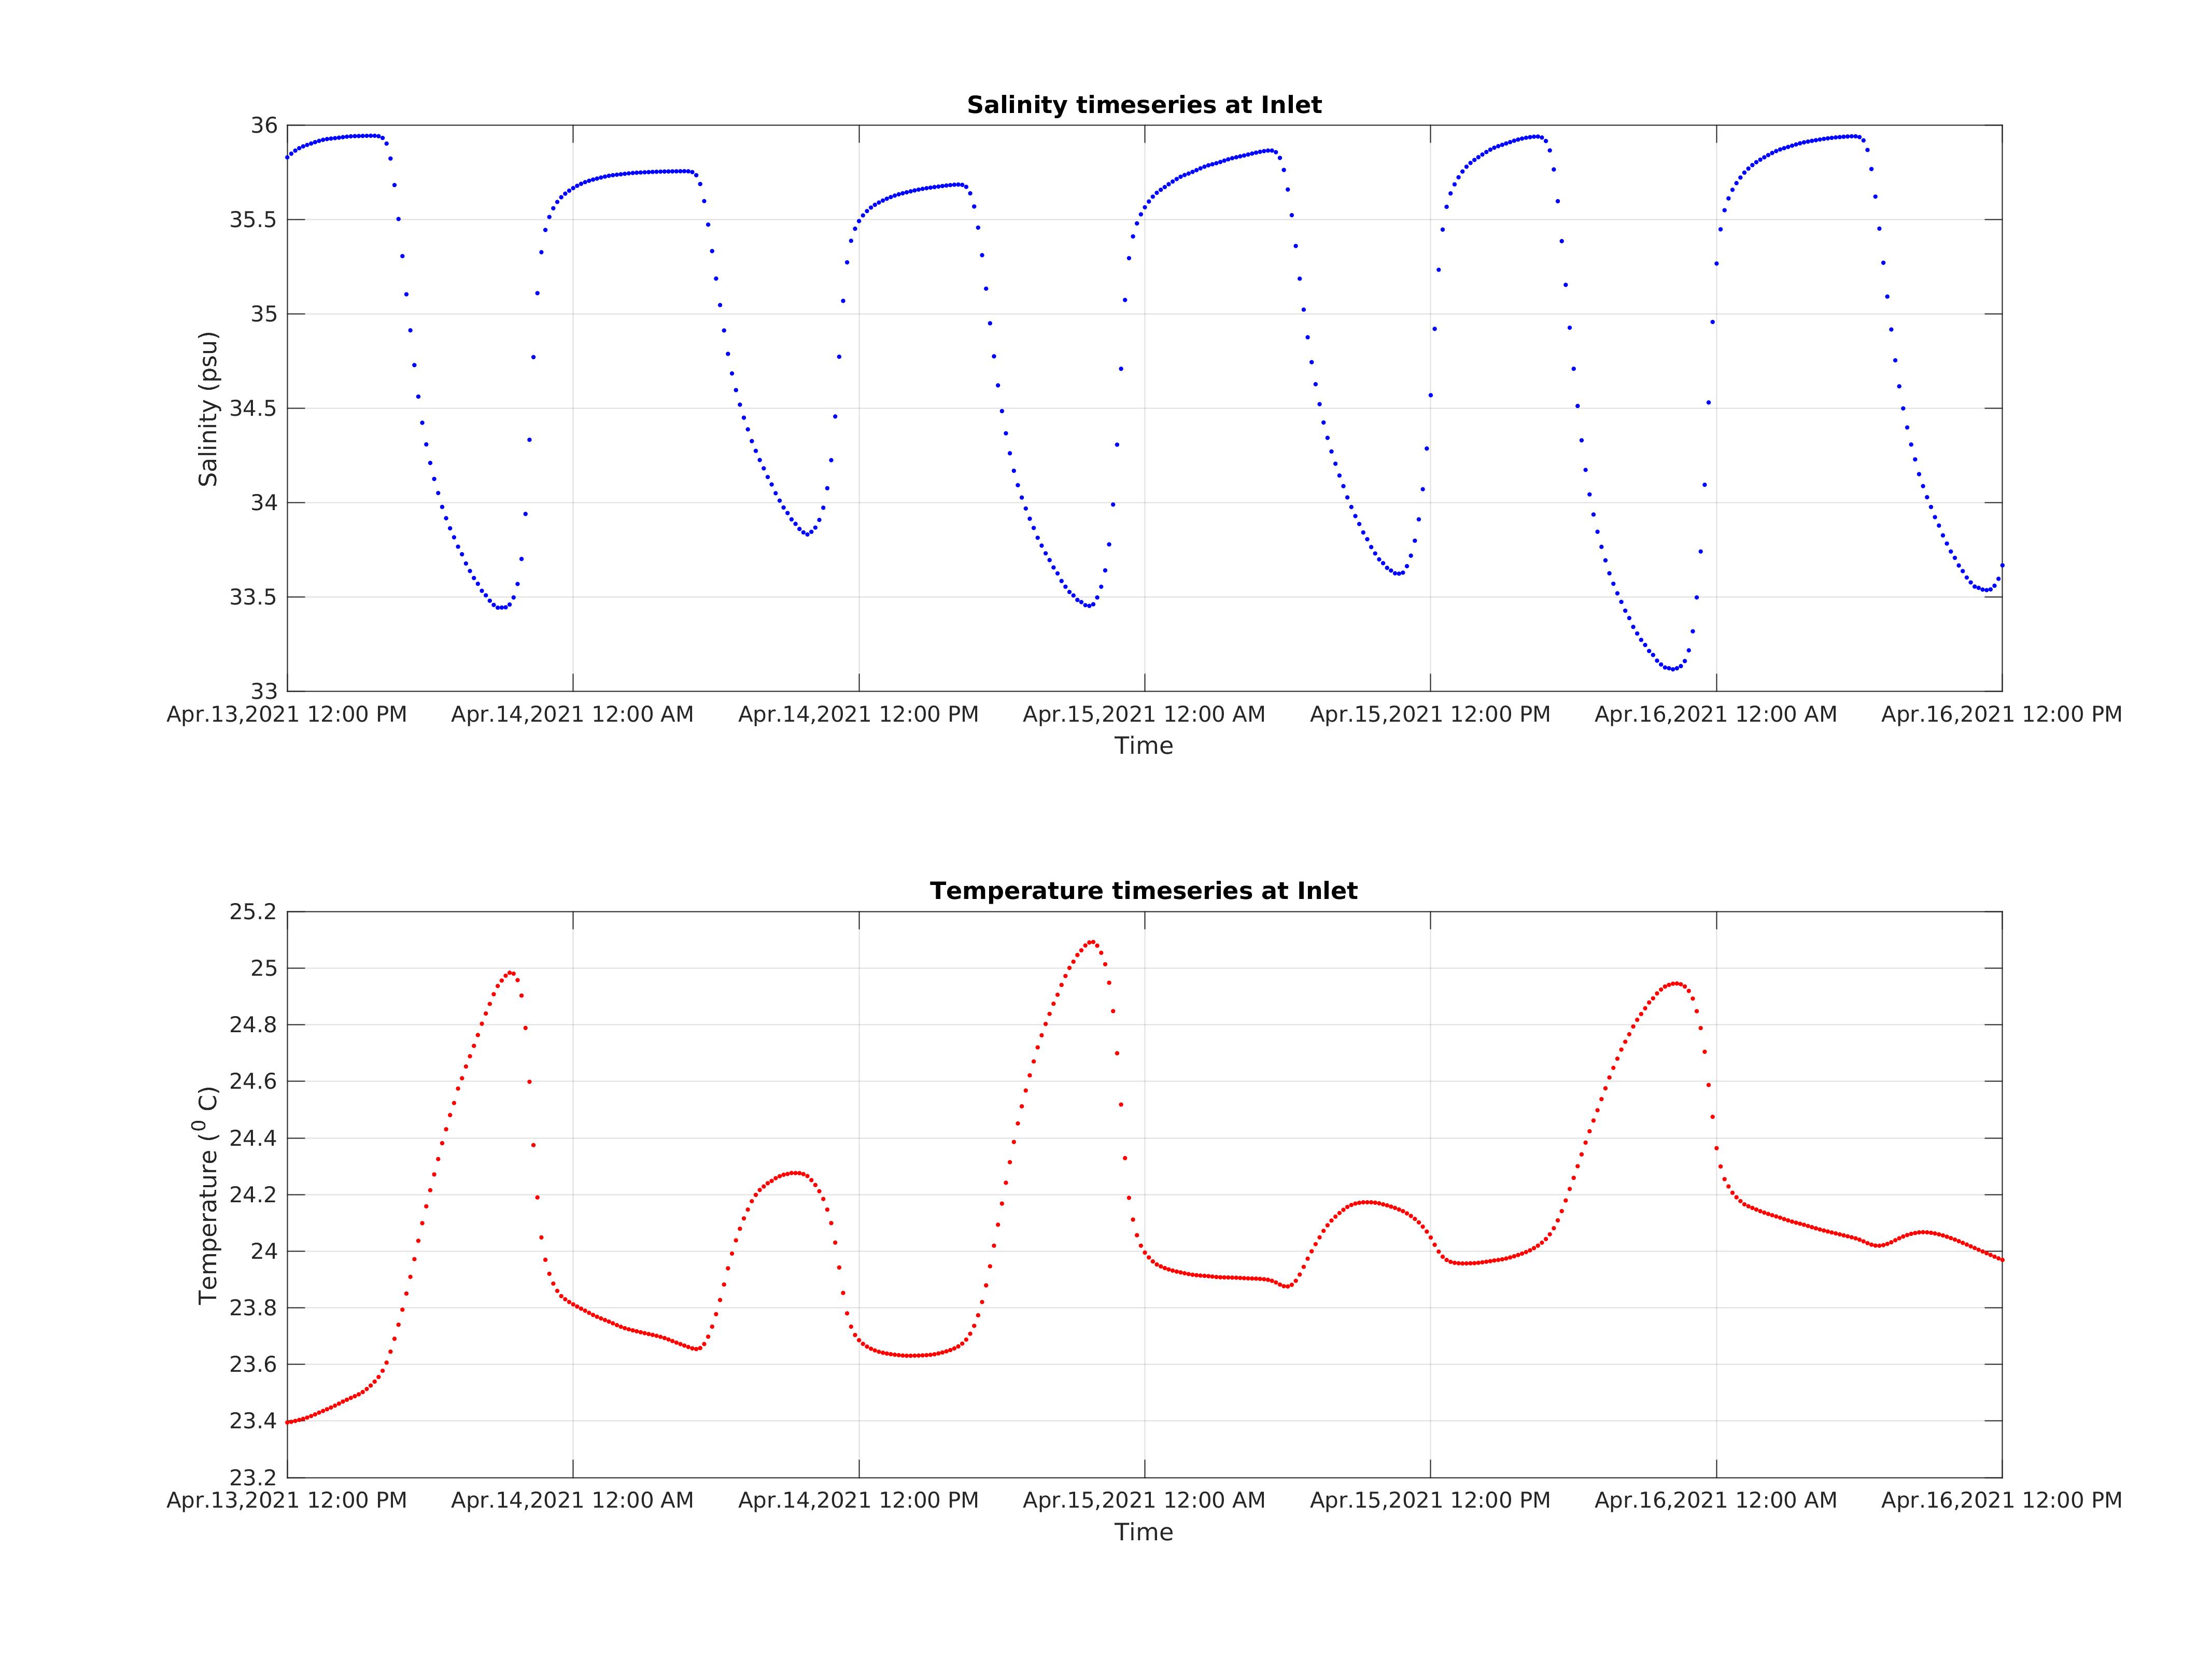 Salinity timeseries at Inlet
36
35.5
35
34.5
34
33.5
33
Salinity (psu)
Apr.13,2021 12:00 PM Apr.14,2021 12:00 AM Apr.14,2021 12:00 PM Apr.15,2021 12:00 AM Apr.15,2021 12:00 PM Apr.16,2021 12:00 AM Apr.16,2021 12:00 PM
Time
Temperature timeseries at Inlet
25.2
25
24.8
24.6
24.4
24.2
24
23.8
23.6
23.4
23.2
Temperature (⁰ C)
Apr.13,2021 12:00 PM Apr.14,2021 12:00 AM Apr.14,2021 12:00 PM Apr.15,2021 12:00 AM Apr.15,2021 12:00 PM Apr.16,2021 12:00 AM Apr.16,2021 12:00 PM
Time